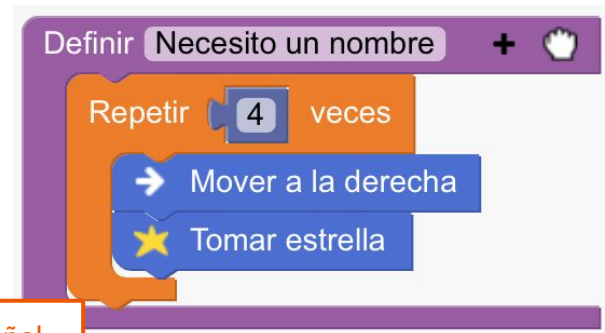 Definir Necesito un nombre +
Repetir 4 veces
Mover a la derecha
Tomar estrella